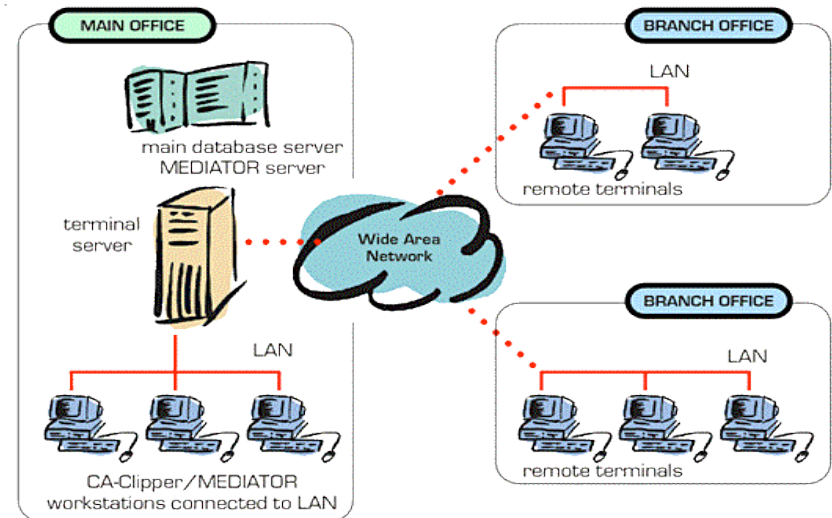 MAIN OFFICE
main database server
MEDIATOR server
terminal
server
LAN
CA-Clipper/MEDIATOR
workstations connected to LAN
Wide Area
Network
BRANCH OFFICE
LAN
remote terminals
BRANCH OFFICE
LAN
remote terminals